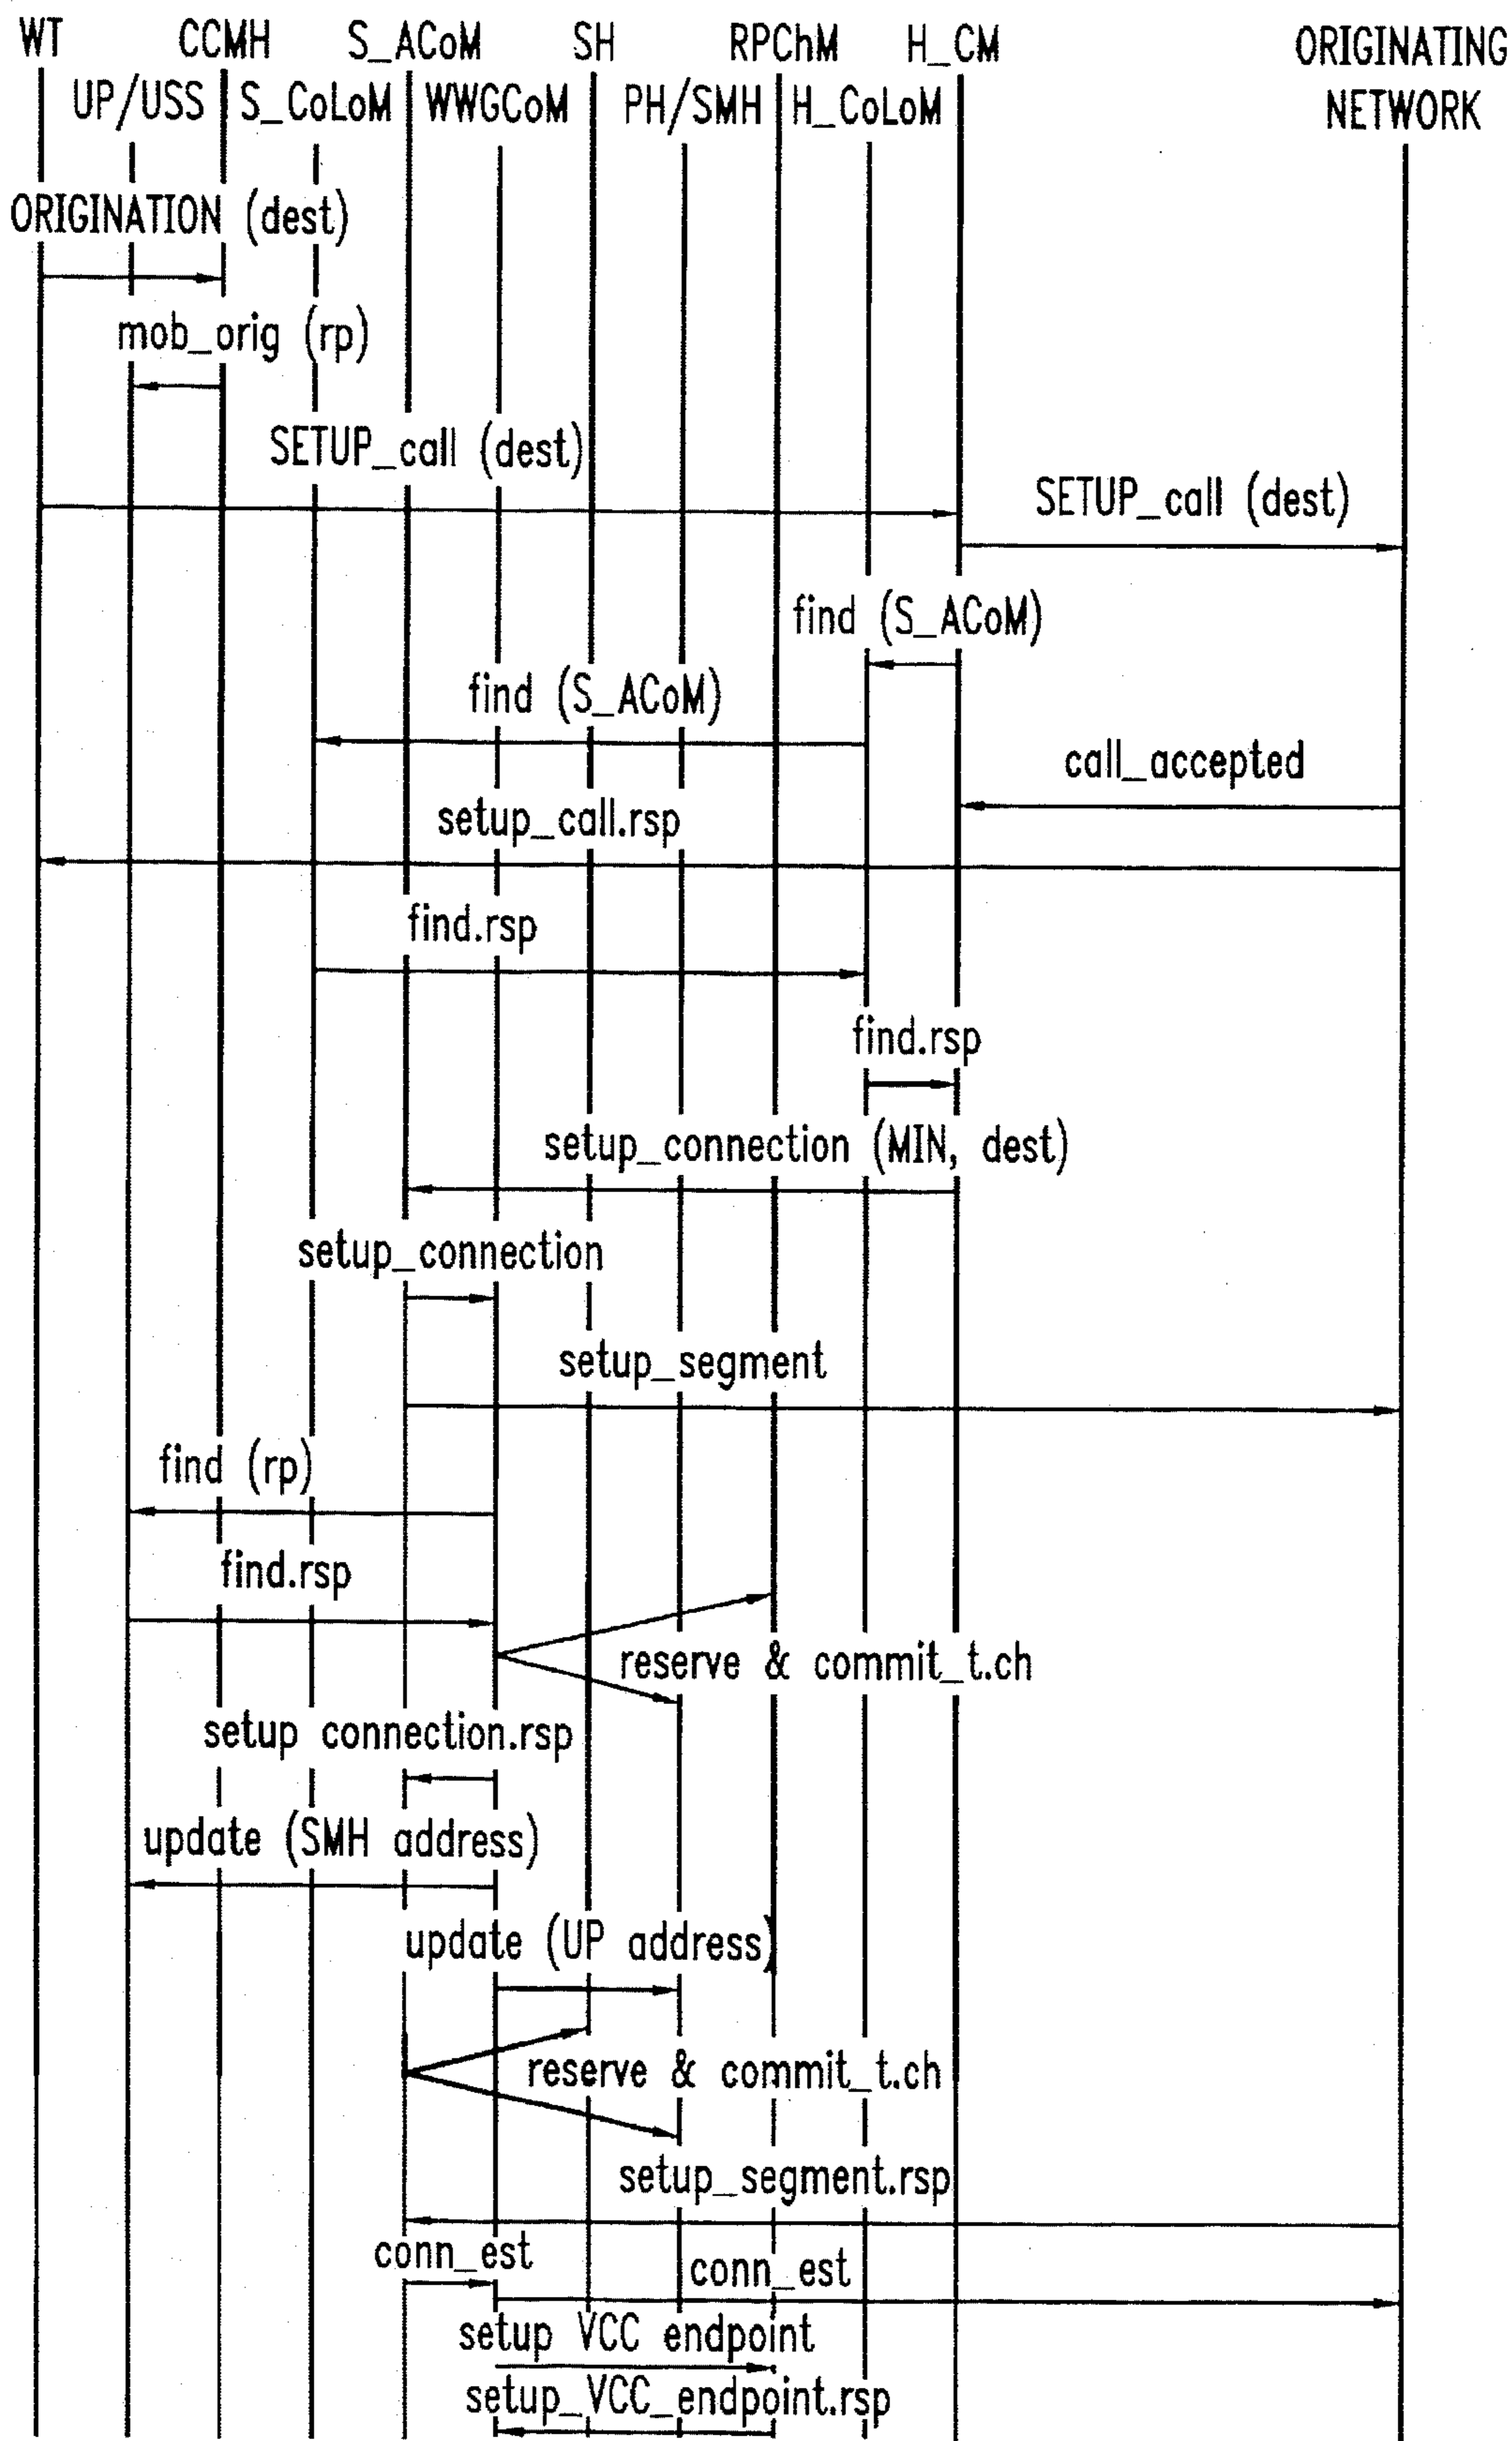 WT CCMH S_ACoM SH RPChM H_CM ORIGINATING
UP/USS S_CoLoM WWGCoM PH/SMH H_CoLoM NETWORK
ORIGINATION (dest)
mob_orig (rp)
SETUP_call (dest)
SETUP_call (dest)
find (S_ACoM)
find (S_ACoM)
call_accepted
setup_call.rsp
find.rsp
find.rsp
setup_connection (MIN, dest)
setup_connection
setup_segment
find (rp)
find.rsp
reserve & commit_t.ch
setup connection.rsp
update (SMH address)
update (UP address)
reserve & commit_t.ch
setup_segment.rsp
conn_est
conn_est
setup VCC endpoint
setup_VCC_endpoint.rsp